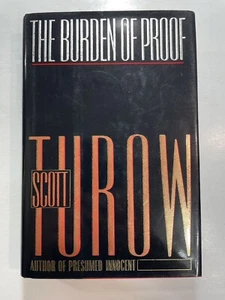 THE BURDEN OF PROOF
SCOTT
TUROW
AUTHOR OF PRESUMED INNOCENT